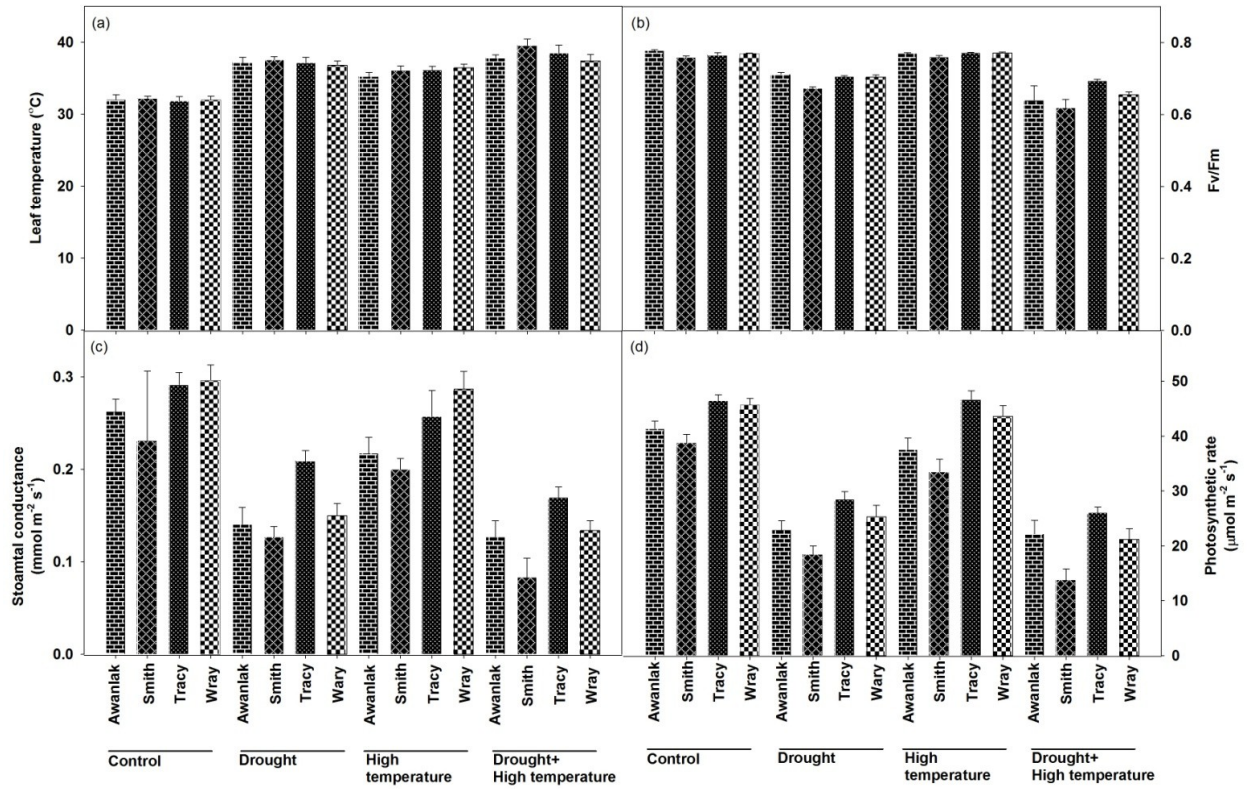 (a)
40
30
20
10
0
Leaf temperature (°C)
(b)
0.8
0.6
0.4
0.2
0.0
Fv/Fm
(c)
0.3
0.2
0.1
0.0
Stoamtal conductance
(mmol m⁻² s⁻¹)
(d)
50
40
30
20
10
0
Photosynthetic rate
(μmol m⁻² s⁻¹)
Awanlak
Smith
Tracy
Wray
Awanlak
Smith
Tracy
Wary
Awanlak
Smith
Tracy
Wray
Awanlak
Smith
Tracy
Wray
Control
Drought
High
temperature
Drought+
High temperature
Awanlak
Smith
Tracy
Wray
Awanlak
Smith
Tracy
Wary
Awanlak
Smith
Tracy
Wray
Awanlak
Smith
Tracy
Wray
Control
Drought
High
temperature
Drought+
High temperature